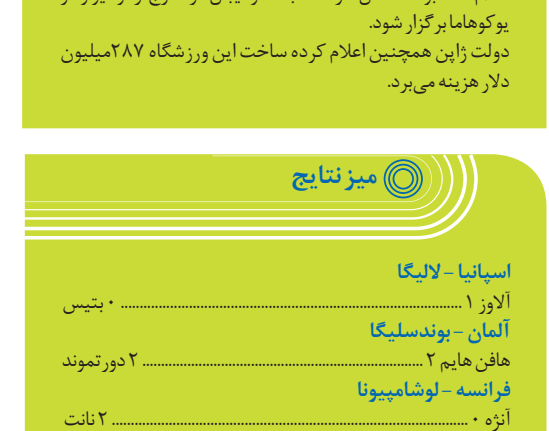 یوکوهاما برگزار شود.
دولت ژاپن همچنین اعلام کرده ساخت این ورزشگاه ۲۸۷میلیون
دلار هزینه می‌برد.
میز نتایج
اسپانیا - لالیگا
آلاوز ۱ ........ ۰ بتیس
آلمان - بوندسلیگا
هافن هایم ۲ ........ ۲ دورتموند
فرانسه - لوشامپیونا
آنژه ۰ ........ ۲ نانت